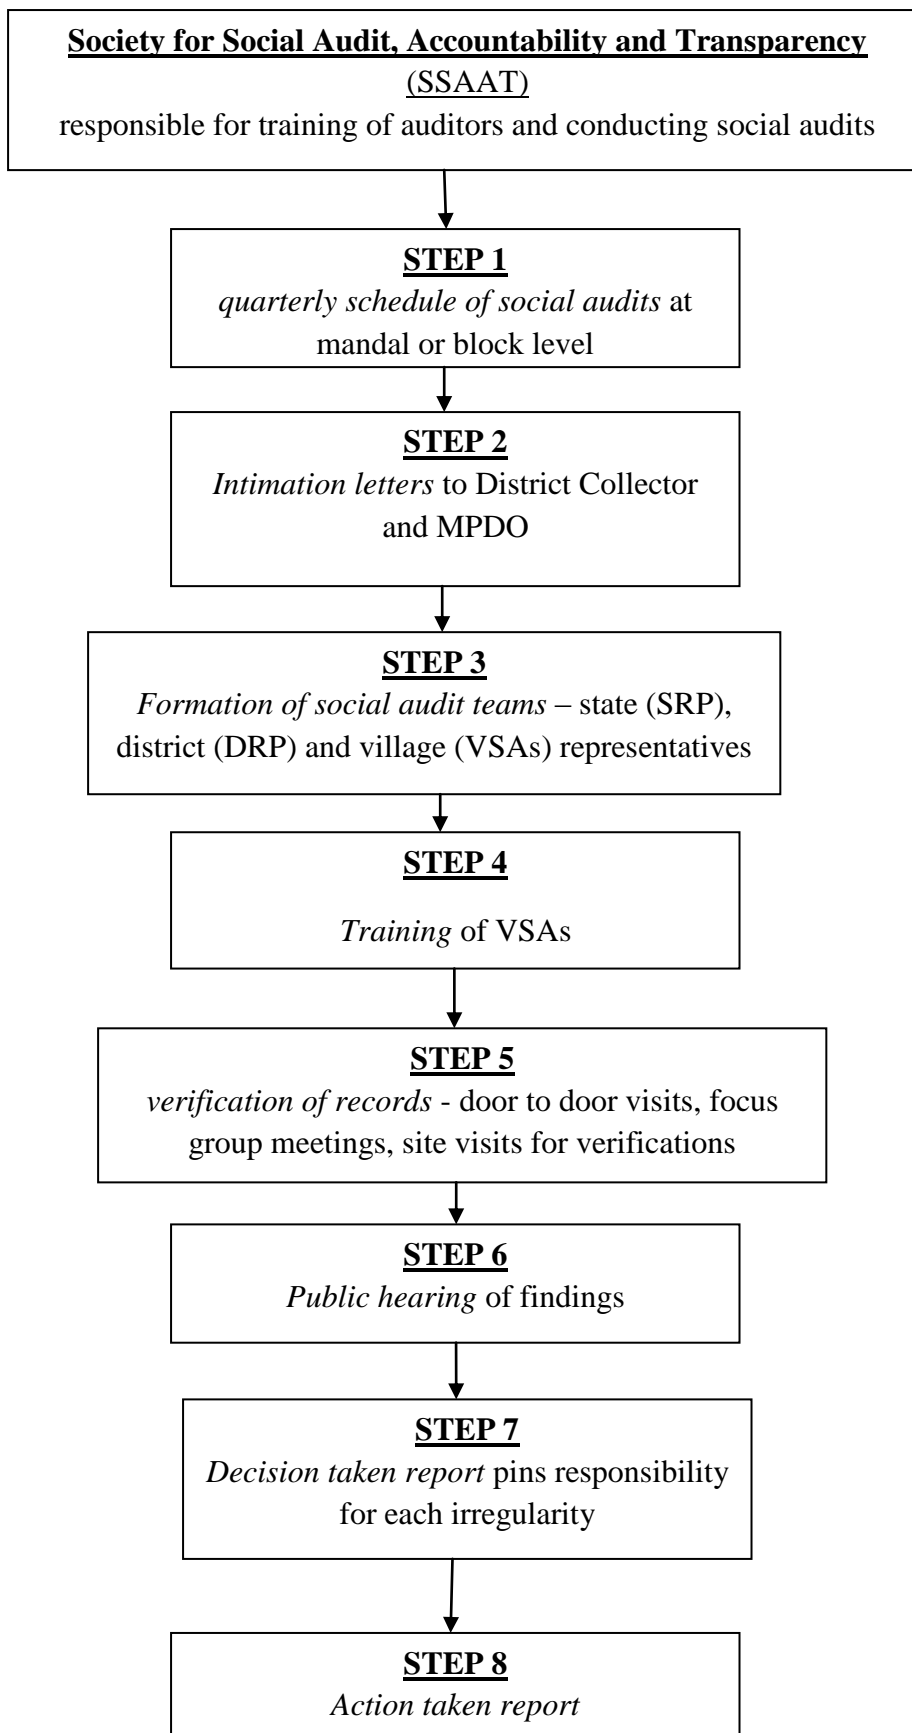 Society for Social Audit, Accountability and Transparency
(SSAAT)
responsible for training of auditors and conducting social audits
STEP 1
quarterly schedule of social audits at
mandal or block level
STEP 2
Intimation letters to District Collector
and MPDO
STEP 3
Formation of social audit teams – state (SRP),
district (DRP) and village (VSAs) representatives
STEP 4
Training of VSAs
STEP 5
verification of records - door to door visits, focus
group meetings, site visits for verifications
STEP 6
Public hearing of findings
STEP 7
Decision taken report pins responsibility
for each irregularity
STEP 8
Action taken report